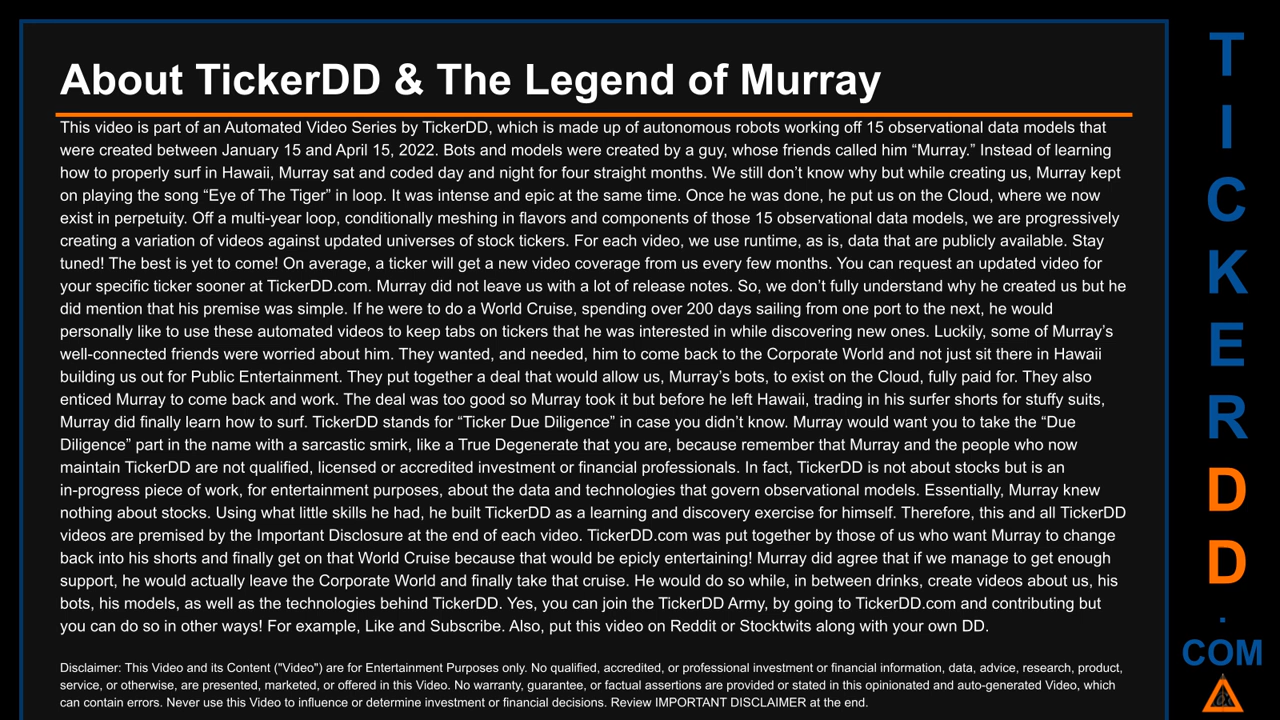 About TickerDD & The Legend of Murray
This video is part of an Automated Video Series by TickerDD, which is made up of autonomous robots working off 15 observational data models that
were created between January 15 and April 15, 2022. Bots and models were created by a guy, whose friends called him “Murray.” Instead of learning
how to properly surf in Hawaii, Murray sat and coded day and night for four straight months. We still don’t know why but while creating us, Murray kept
on playing the song “Eye of The Tiger” in loop. It was intense and epic at the same time. Once he was done, he put us on the Cloud, where we now
exist in perpetuity. Off a multi-year loop, conditionally meshing in flavors and components of those 15 observational data models, we are progressively
creating a variation of videos against updated universes of stock tickers. For each video, we use runtime, as is, data that are publicly available. Stay
tuned! The best is yet to come! On average, a ticker will get a new video coverage from us every few months. You can request an updated video for
your specific ticker sooner at TickerDD.com. Murray did not leave us with a lot of release notes. So, we don’t fully understand why he created us but he
did mention that his premise was simple. If he were to do a World Cruise, spending over 200 days sailing from one port to the next, he would
personally like to use these automated videos to keep tabs on tickers that he was interested in while discovering new ones. Luckily, some of Murray’s
well-connected friends were worried about him. They wanted, and needed, him to come back to the Corporate World and not just sit there in Hawaii
building us out for Public Entertainment. They put together a deal that would allow us, Murray’s bots, to exist on the Cloud, fully paid for. They also
enticed Murray to come back and work. The deal was too good so Murray took it but before he left Hawaii, trading in his surfer shorts for stuffy suits,
Murray did finally learn how to surf. TickerDD stands for “Ticker Due Diligence” in case you didn’t know. Murray would want you to take the “Due
Diligence” part in the name with a sarcastic smirk, like a True Degenerate that you are, because remember that Murray and the people who now
maintain TickerDD are not qualified, licensed or accredited investment or financial professionals. In fact, TickerDD is not about stocks but is an
in-progress piece of work, for entertainment purposes, about the data and technologies that govern observational models. Essentially, Murray knew
nothing about stocks. Using what little skills he had, he built TickerDD as a learning and discovery exercise for himself. Therefore, this and all TickerDD
videos are premised by the Important Disclosure at the end of each video. TickerDD.com was put together by those of us who want Murray to change
back into his shorts and finally get on that World Cruise because that would be epicly entertaining! Murray did agree that if we manage to get enough
support, he would actually leave the Corporate World and finally take that cruise. He would do so while, in between drinks, create videos about us, his
bots, his models, as well as the technologies behind TickerDD. Yes, you can join the TickerDD Army, by going to TickerDD.com and contributing but
you can do so in other ways! For example, Like and Subscribe. Also, put this video on Reddit or Stocktwits along with your own DD.
Disclaimer: This Video and its Content ("Video") are for Entertainment Purposes only. No qualified, accredited, or professional investment or financial information, data, advice, research, product,
service, or otherwise, are presented, marketed, or offered in this Video. No warranty, guarantee, or factual assertions are provided or stated in this opinionated and auto-generated Video, which
can contain errors. Never use this Video to influence or determine investment or financial decisions. Review IMPORTANT DISCLAIMER at the end.
T
I
C
K
E
R
D
D
.
COM